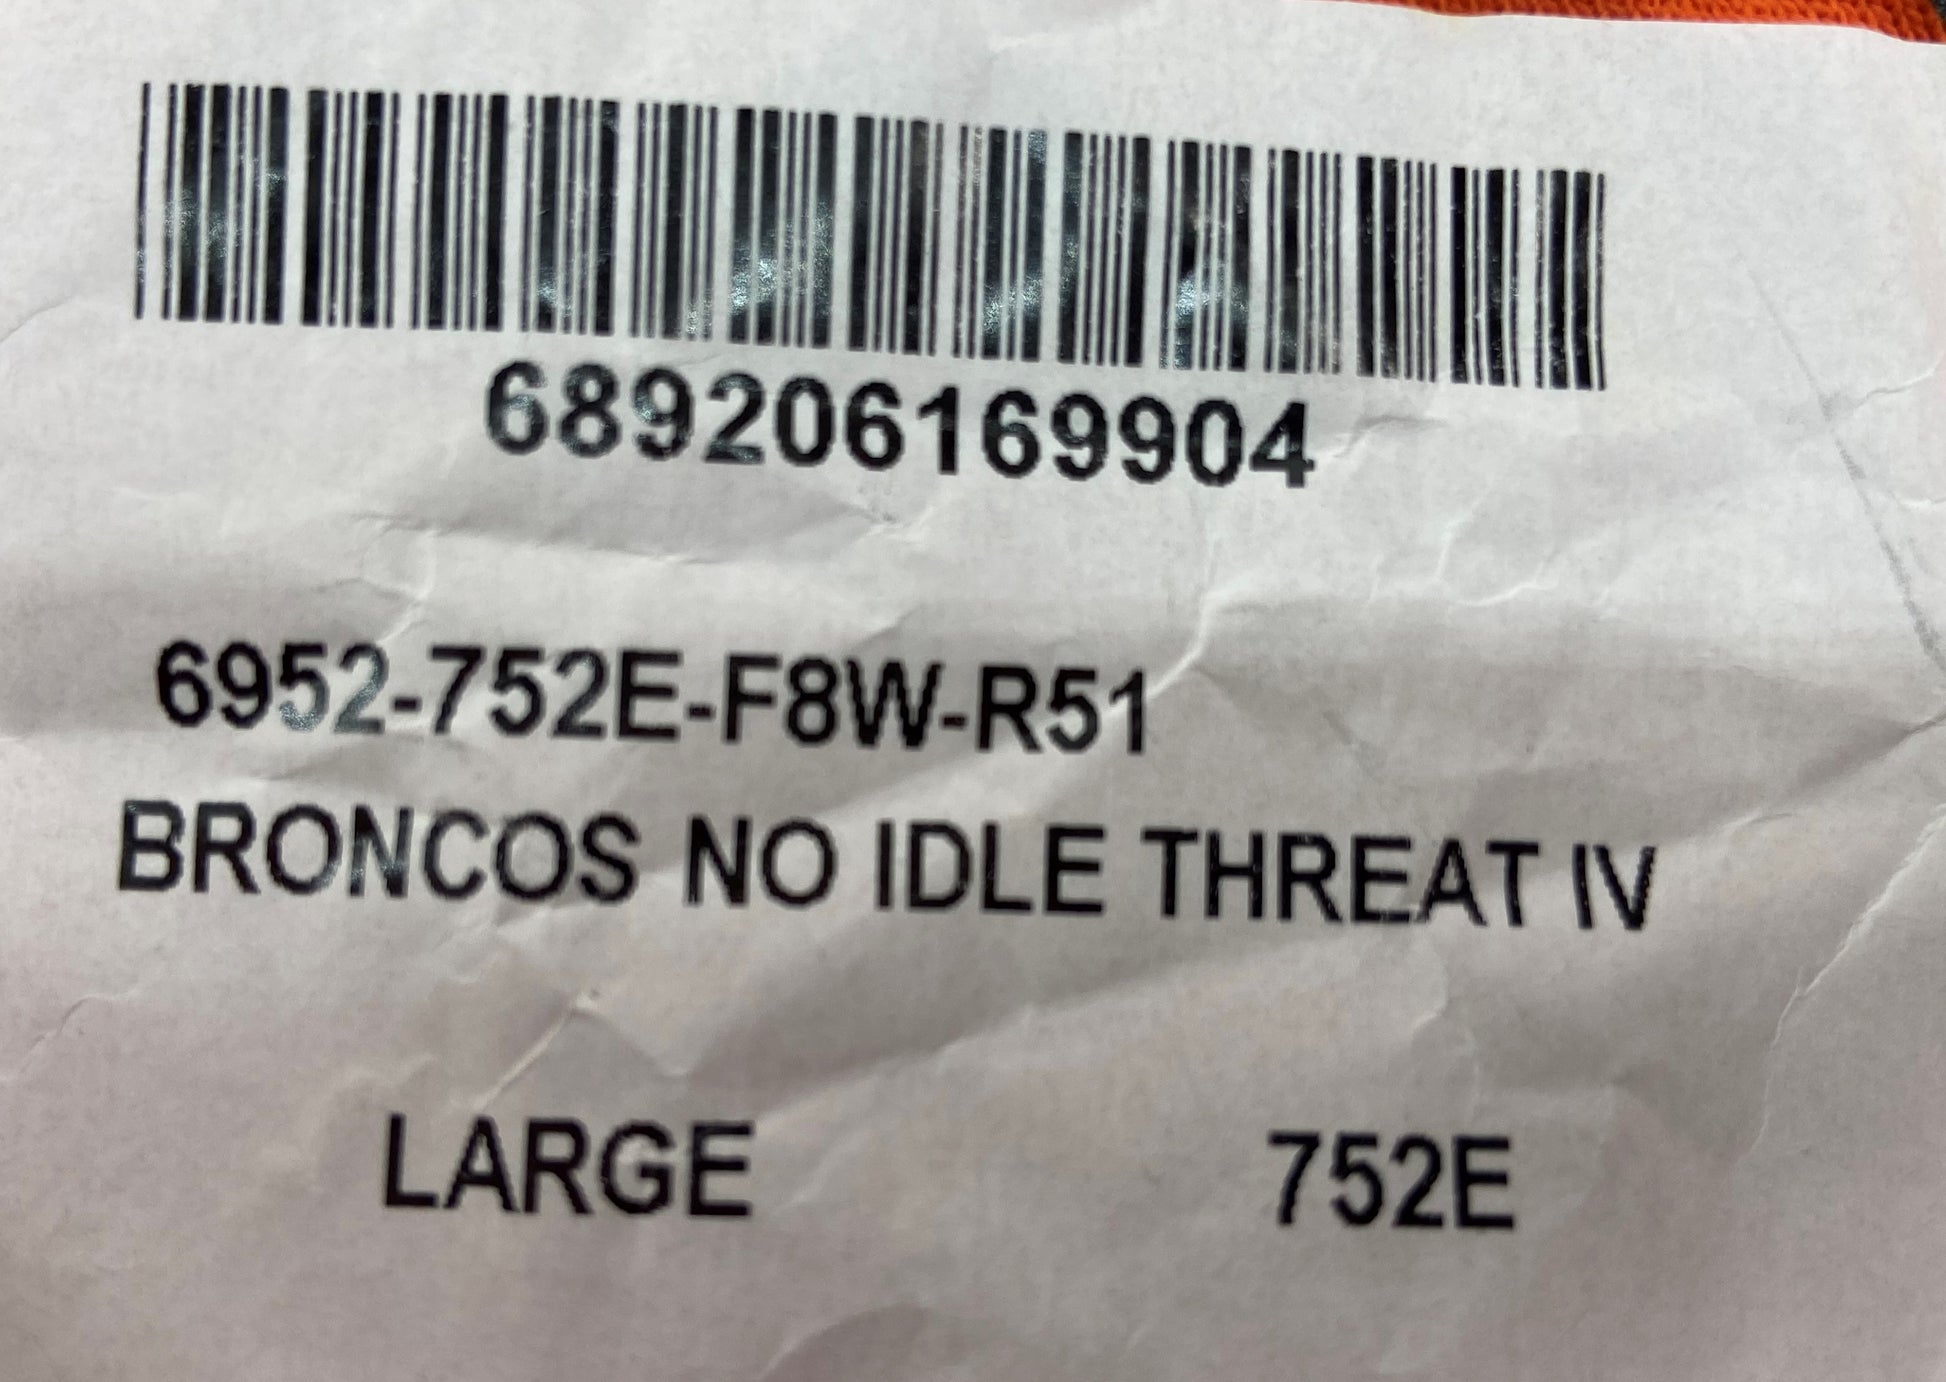 689206169904
6952-752E-F8W-R51
BRONCOS NO IDLE THREAT IV
LARGE 752E